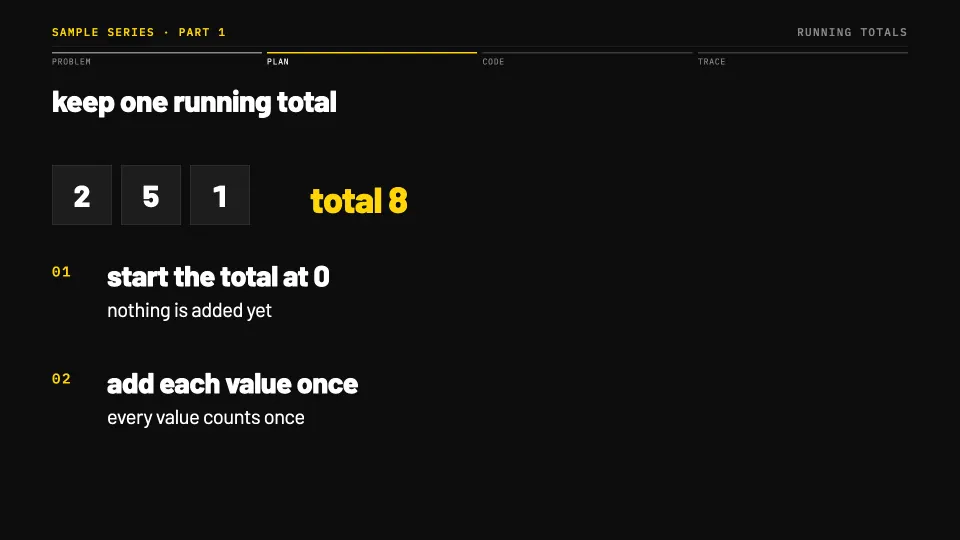 SAMPLE SERIES · PART 1
RUNNING TOTALS
PROBLEM
PLAN
CODE
TRACE
keep one running total
2 5 1
total 8
01
start the total at 0
nothing is added yet
02
add each value once
every value counts once